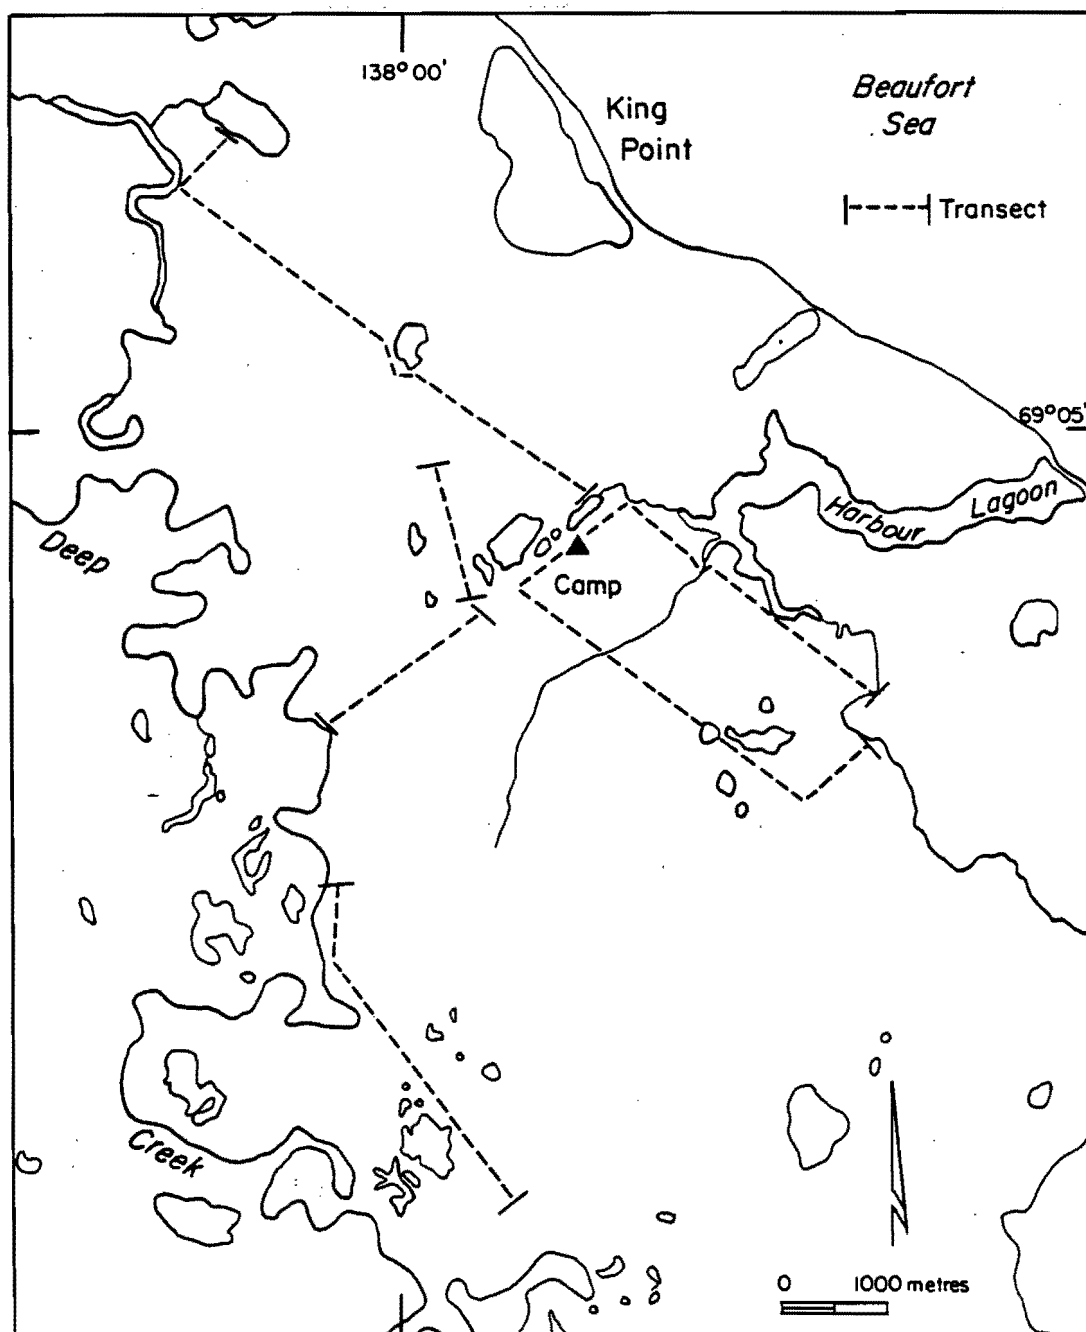 138° 00'
Beaufort
Sea
King
Point
Transect
69° 05'
Lagoon
Harbour
Deep
Camp
Creek
0 1000 metres